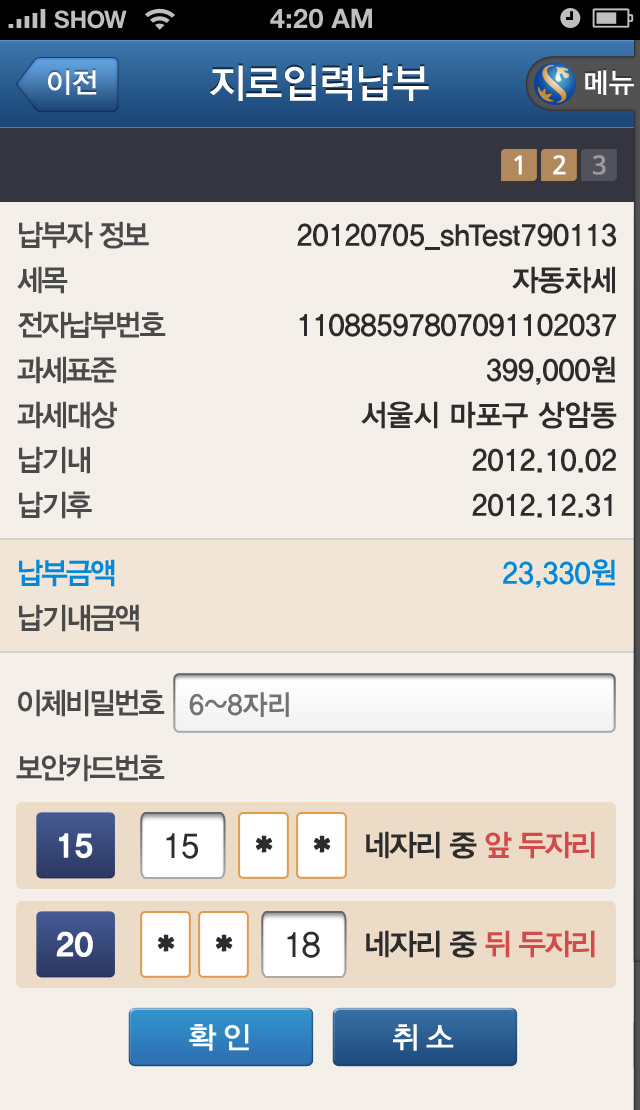 SHOW 4:20 AM
이전 지로입력납부 메뉴
1 2 3
납부자 정보 20120705_shTest790113
세목 자동차세
전자납부번호 11088597807091102037
과세표준 399,000원
과세대상 서울시 마포구 상암동
납기내 2012.10.02
납기후 2012.12.31
납부금액 23,330원
납기내금액
이체비밀번호 6~8자리
보안카드번호
15 15 * * 네자리 중 앞 두자리
20 * * 18 네자리 중 뒤 두자리
확인 취소